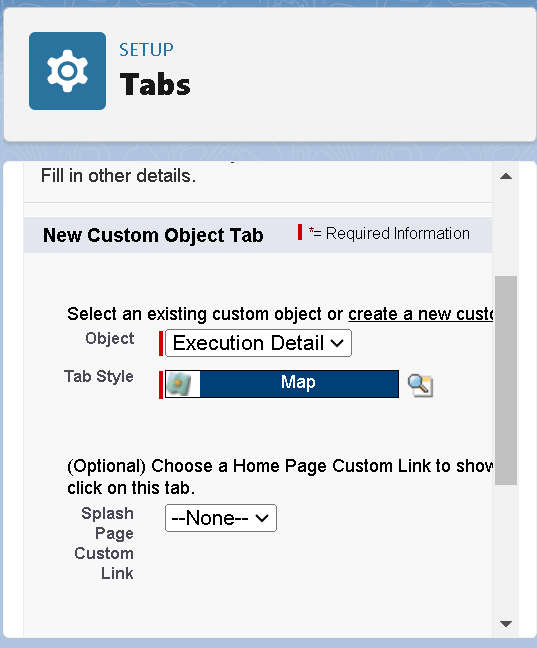 SETUP
Tabs
Fill in other details.
New Custom Object Tab
*= Required Information
Select an existing custom object or create a new custo
Object
Execution Detail
Tab Style
Map
(Optional) Choose a Home Page Custom Link to show
click on this tab.
Splash
Page
Custom
Link
--None--